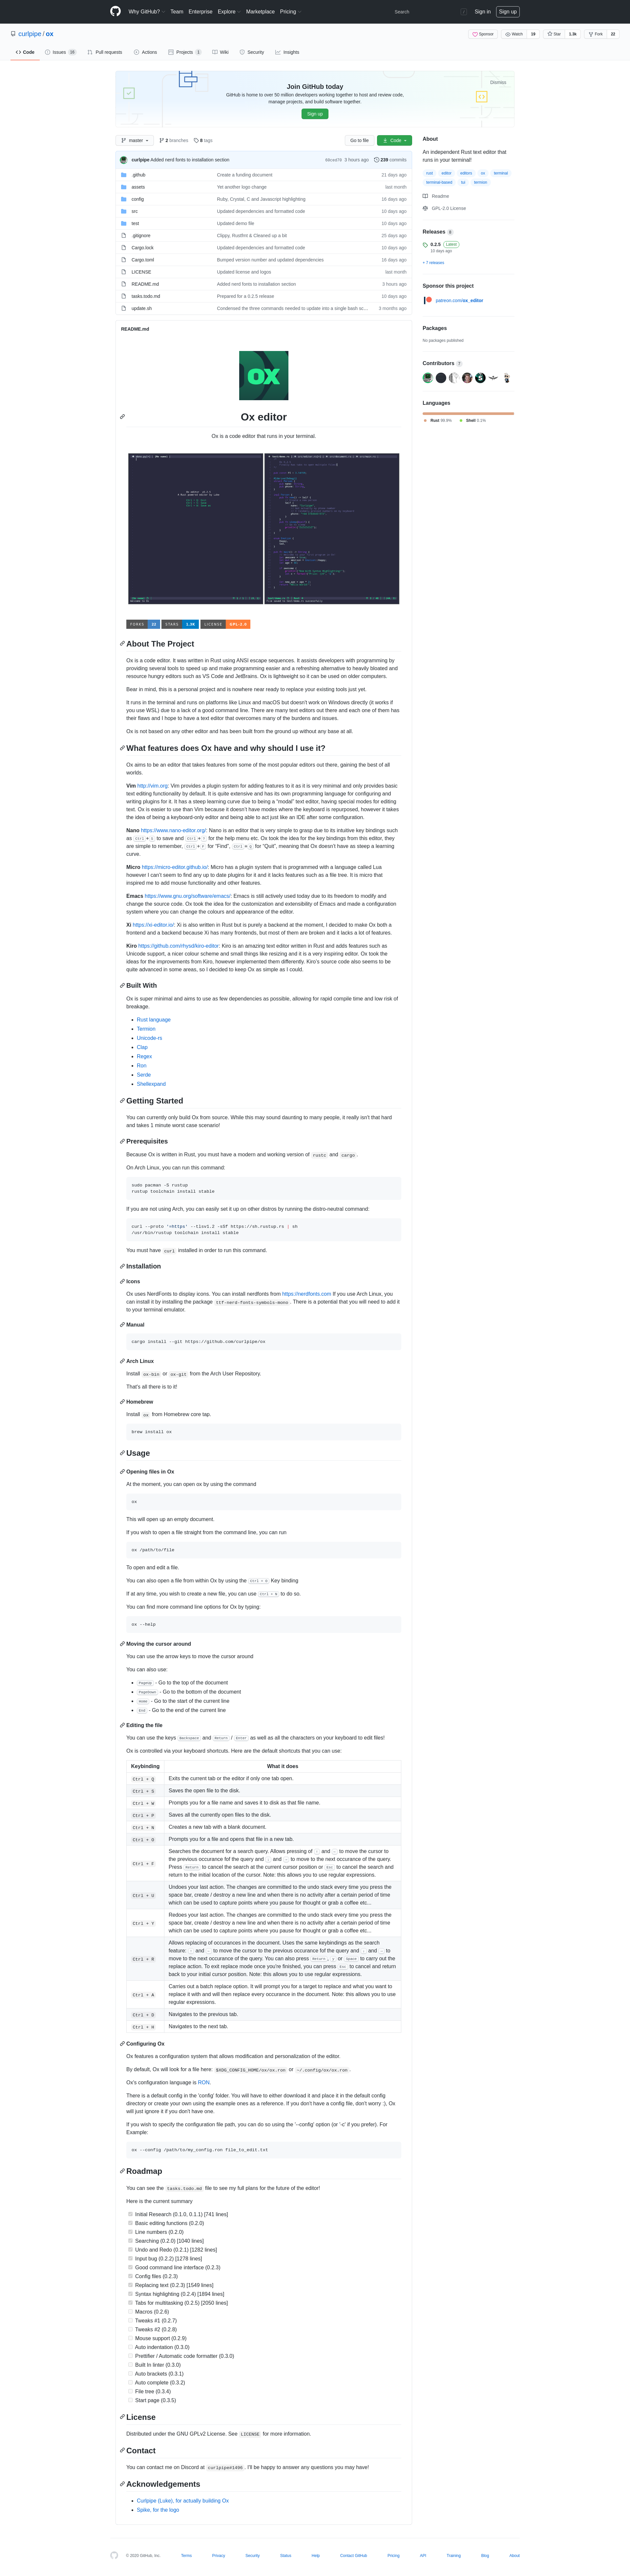 Why GitHub? Team Enterprise Explore Marketplace Pricing Search Sign in Sign up
curlpipe / ox
Sponsor Watch 19 Star 1.3k Fork 22
Code Issues 19 Pull requests Actions Projects 1 Wiki Security Insights
Dismiss
Join GitHub today
GitHub is home to over 50 million developers working together to host and review code,
manage projects, and build software together.
Sign up
master 2 branches 8 tags Go to file Code
curlpipe Added nerd fonts to installation section 3 hours ago 239 commits
.github Create a funding document 21 days ago
assets Yet another logo change last month
config Ruby, Crystal, C and Javascript highlighting 16 days ago
src Updated dependencies and formatted code 10 days ago
test Updated demo file 10 days ago
.gitignore Clippy, Rustfmt & Cleaned up a bit 25 days ago
Cargo.lock Updated dependencies and formatted code 10 days ago
Cargo.toml Bumped version number and updated dependencies 16 days ago
LICENSE Updated license and logos last month
README.md Added nerd fonts to installation section 3 hours ago
tasks.todo.md Prepared for a 0.2.5 release 10 days ago
update.sh Condensed the three commands needed to update into a single bash sc... 3 months ago
About
An independent Rust text editor that
runs in your terminal!
rust editor editors ox terminal
terminal-based tui termion
Readme
GPL-2.0 License
Releases 8
0.2.5 Latest
10 days ago
+ 7 releases
Sponsor this project
patreon.com/ox_editor
Packages
No packages published
Contributors 7
Languages
Rust Shell
README.md
OX
Ox editor
Ox is a code editor that runs in your terminal.
FORKS 22 STARS 1.3K LICENSE GPL-2.0
About The Project
Ox is a code editor. It was written in Rust using ANSI escape sequences. It assists developers with programming by
providing several tools to speed up and make programming easier and a refreshing alternative to heavily bloated and
resource hungry editors such as VS Code and JetBrains. Ox is lightweight so it can be used on older computers.
Bear in mind, this is a personal project and is nowhere near ready to replace your existing tools just yet.
It runs in the terminal and runs on platforms like Linux and macOS but doesn't work on Windows directly (it works if
you use WSL) due to a lack of a good command line. There are many text editors out there and each one of them has
their flaws and I hope to have a text editor that overcomes many of the burdens and issues.
Ox is not based on any other editor and has been built from the ground up without any base at all.
What features does Ox have and why should I use it?
Ox aims to be an editor that takes features from some of the most popular editors out there, gaining the best of all
worlds.
Vim http://vim.org: Vim provides a plugin system for adding features to it as it is very minimal and only provides basic
text editing functionality by default. It is quite extensive and has its own programming language for configuring and
writing plugins for it. It has a steep learning curve due to being a "modal" text editor, having special modes for editing
text. Ox is easier to use than Vim because it doesn't have modes where the keyboard is repurposed, however it takes
the idea of being a keyboard-only editor and being able to act just like an IDE after some configuration.
Nano https://www.nano-editor.org/: Nano is an editor that is very simple to grasp due to its intuitive key bindings such
as Ctrl + S to save and Ctrl + ? for the help menu etc. Ox took the idea for the key bindings from this editor, they
are simple to remember, Ctrl + F for "Find", Ctrl + Q for "Quit", meaning that Ox doesn't have as steep a learning
curve.
Micro https://micro-editor.github.io/: Micro has a plugin system that is programmed with a language called Lua
however I can't seem to find any up to date plugins for it and it lacks features such as a file tree. It is micro that
inspired me to add mouse functionality and other features.
Emacs https://www.gnu.org/software/emacs/: Emacs is still actively used today due to its freedom to modify and
change the source code. Ox took the idea for the customization and extensibility of Emacs and offered a configuration
system where you can change the colours and appearance of the editor.
Xi https://xi-editor.io/: Xi is also written in Rust but is purely a backend at the moment, I decided to make Ox both a
frontend and a backend because Xi has many frontends, but most of them are broken and it lacks a lot of features.
Kiro https://github.com/rhysd/kiro-editor: Kiro is an amazing text editor written in Rust and adds features such as
Unicode support, a nicer colour scheme and small things like resizing and it is a very inspiring editor. Ox took the
ideas for the improvements from Kiro, however implemented them differently. Kiro's source code also seems to be
quite complicated in some areas, so I decided to keep Ox as simple as I could.
Built With
Ox is super minimal and aims to use as few dependencies as possible, allowing for rapid compile time and low risk of
breakage.
Rust language
Termion
Unicode-rs
Clap
Regex
Ron
Serde
Shellexpand
Getting Started
You can currently only build Ox from source. While this may sound daunting to many people, it really isn't that hard
and takes 1 minute worst case scenario!
Prerequisites
Because Ox is written in Rust, you must have a modern and working version of rustc and cargo.
On Arch Linux, you can run this command:
sudo pacman -S rustup
rustup toolchain install stable
If you are not using Arch, you can easily set it up on other distros by running the distro-neutral command:
curl --proto '=https' --tlsv1.2 -sSf https://sh.rustup.rs | sh
/usr/bin/rustup toolchain install stable
You must have curl installed in order to run this command.
Installation
Icons
Ox uses NerdFonts to display icons. You can install nerdfonts from https://nerdfonts.com If you use Arch Linux, you
can install it by installing the package ttf-nerd-fonts-symbols-mono. There is a potential that you will need to add it
to your terminal emulator.
Manual
cargo install --git https://github.com/curlpipe/ox
Arch Linux
Install ox-bin or ox-git from the Arch User Repository.
That's all there is to it!
Homebrew
Install ox from Homebrew core tap.
brew install ox
Usage
Opening files in Ox
At the moment, you can open ox by using the command
ox
This will open up an empty document.
If you wish to open a file straight from the command line, you can run
ox /path/to/file
To open and edit a file.
You can also open a file from within Ox by using the Ctrl + O Key binding
If at any time, you wish to create a new file, you can use Ctrl + N to do so.
You can find more command line options for Ox by typing:
ox --help
Moving the cursor around
You can use the arrow keys to move the cursor around
You can also use:
PageUp - Go to the top of the document
PageDown - Go to the bottom of the document
Home - Go to the start of the current line
End - Go to the end of the current line
Editing the file
You can use the keys Backspace and Return / Enter as well as all the characters on your keyboard to edit files!
Ox is controlled via your keyboard shortcuts. Here are the default shortcuts that you can use:
Keybinding What it does
Ctrl + Q Exits the current tab or the editor if only one tab open.
Ctrl + S Saves the open file to the disk.
Ctrl + W Prompts you for a file name and saves it to disk as that file name.
Ctrl + P Saves all the currently open files to the disk.
Ctrl + N Creates a new tab with a blank document.
Ctrl + O Prompts you for a file and opens that file in a new tab.
Ctrl + F Searches the document for a search query. Allows pressing of ↑ and ← to move the cursor to
the previous occurance fof the query and ↓ and → to move to the next occurance of the query.
Press Return to cancel the search at the current cursor position or Esc to cancel the search and
return to the initial location of the cursor. Note: this allows you to use regular expressions.
Ctrl + U Undoes your last action. The changes are committed to the undo stack every time you press the
space bar, create / destroy a new line and when there is no activity after a certain period of time
which can be used to capture points where you pause for thought or grab a coffee etc...
Ctrl + Y Redoes your last action. The changes are committed to the undo stack every time you press the
space bar, create / destroy a new line and when there is no activity after a certain period of time
which can be used to capture points where you pause for thought or grab a coffee etc...
Ctrl + R Allows replacing of occurances in the document. Uses the same keybindings as the search
feature: ↑ and ← to move the cursor to the previous occurance fof the query and ↓ and → to
move to the next occurance of the query. You can also press Return, y or Space to carry out the
replace action. To exit replace mode once you're finished, you can press Esc to cancel and return
back to your initial cursor position. Note: this allows you to use regular expressions.
Ctrl + A Carries out a batch replace option. It will prompt you for a target to replace and what you want to
replace it with and will then replace every occurance in the document. Note: this allows you to use
regular expressions.
Ctrl + D Navigates to the previous tab.
Ctrl + H Navigates to the next tab.
Configuring Ox
Ox features a configuration system that allows modification and personalization of the editor.
By default, Ox will look for a file here: $XDG_CONFIG_HOME/ox/ox.ron or ~/.config/ox/ox.ron.
Ox's configuration language is RON.
There is a default config in the 'config' folder. You will have to either download it and place it in the default config
directory or create your own using the example ones as a reference. If you don't have a config file, don't worry :), Ox
will just ignore it if you don't have one.
If you wish to specify the configuration file path, you can do so using the '--config' option (or '-c' if you prefer). For
Example:
ox --config /path/to/my_config.ron file_to_edit.txt
Roadmap
You can see the tasks.todo.md file to see my full plans for the future of the editor!
Here is the current summary
Initial Research (0.1.0, 0.1.1) [741 lines]
Basic editing functions (0.2.0)
Line numbers (0.2.0)
Searching (0.2.0) [1040 lines]
Undo and Redo (0.2.1) [1282 lines]
Input bug (0.2.2) [1278 lines]
Good command line interface (0.2.3)
Config files (0.2.3)
Replacing text (0.2.3) [1549 lines]
Syntax highlighting (0.2.4) [1894 lines]
Tabs for multitasking (0.2.5) [2050 lines]
Macros (0.2.6)
Tweaks #1 (0.2.7)
Tweaks #2 (0.2.8)
Mouse support (0.2.9)
Auto indentation (0.3.0)
Prettifier / Automatic code formatter (0.3.0)
Built In linter (0.3.0)
Auto brackets (0.3.1)
Auto complete (0.3.2)
File tree (0.3.4)
Start page (0.3.5)
License
Distributed under the GNU GPLv2 License. See LICENSE for more information.
Contact
You can contact me on Discord at curlpipe#1496. I'll be happy to answer any questions you may have!
Acknowledgements
Curlpipe (Luke), for actually building Ox
Spike, for the logo
© 2020 GitHub, Inc. Terms Privacy Security Status Help Contact GitHub Pricing API Training Blog About